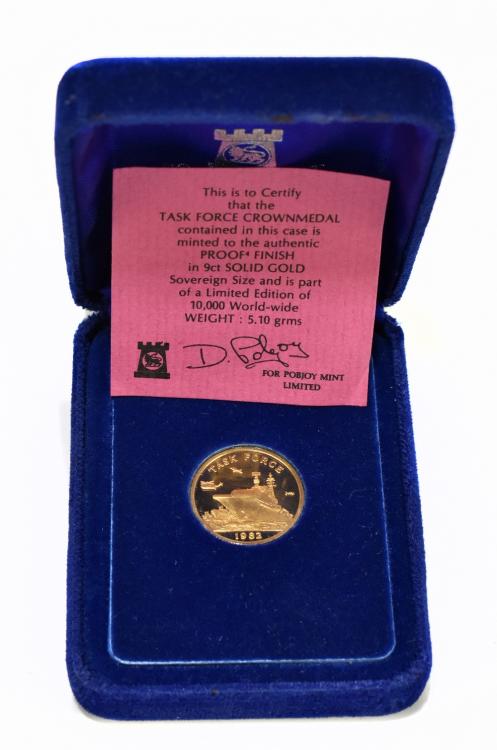 This is to Certify
that the
TASK FORCE CROWNMEDAL
contained in this case is
minted to the authentic
PROOF⁴ FINISH
in 9ct SOLID GOLD
Sovereign Size and is part
of a Limited Edition of
10,000 World-wide
WEIGHT : 5.10 grms
D. Pobjoy
FOR POBJOY MINT
LIMITED
TASK FORCE
1982